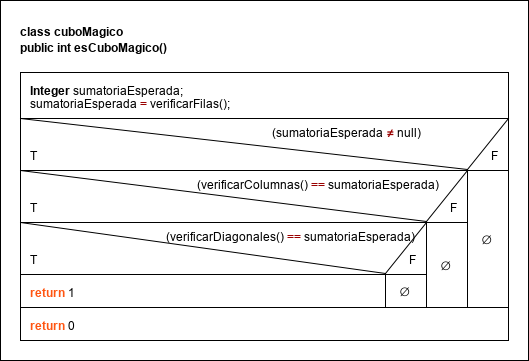 class cuboMagico
public int esCuboMagico()
Integer sumatoriaEsperada;
sumatoriaEsperada = verificarFilas();
(sumatoriaEsperada ≠ null)
T
F
(verificarColumnas() == sumatoriaEsperada)
T
F
(verificarDiagonales() == sumatoriaEsperada)
T
F
∅
∅
∅
return 1
return 0